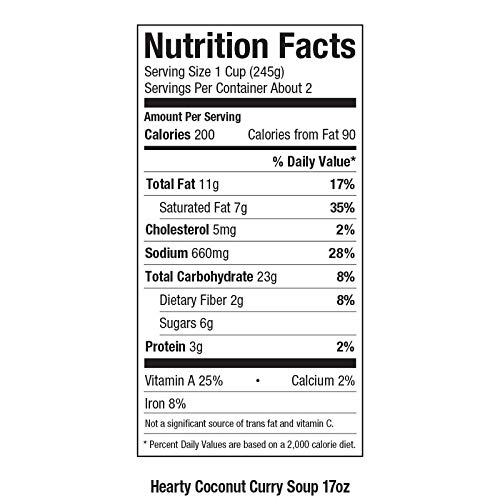 Nutrition Facts
Serving Size 1 Cup (245g)
Servings Per Container About 2
Amount Per Serving
Calories 200 Calories from Fat 90
% Daily Value*
Total Fat 11g 17%
Saturated Fat 7g 35%
Cholesterol 5mg 2%
Sodium 660mg 28%
Total Carbohydrate 23g 8%
Dietary Fiber 2g 8%
Sugars 6g
Protein 3g 2%
Vitamin A 25% • Calcium 2%
Iron 8%
Not a significant source of trans fat and vitamin C.
* Percent Daily Values are based on a 2,000 calorie diet.
Hearty Coconut Curry Soup 17oz